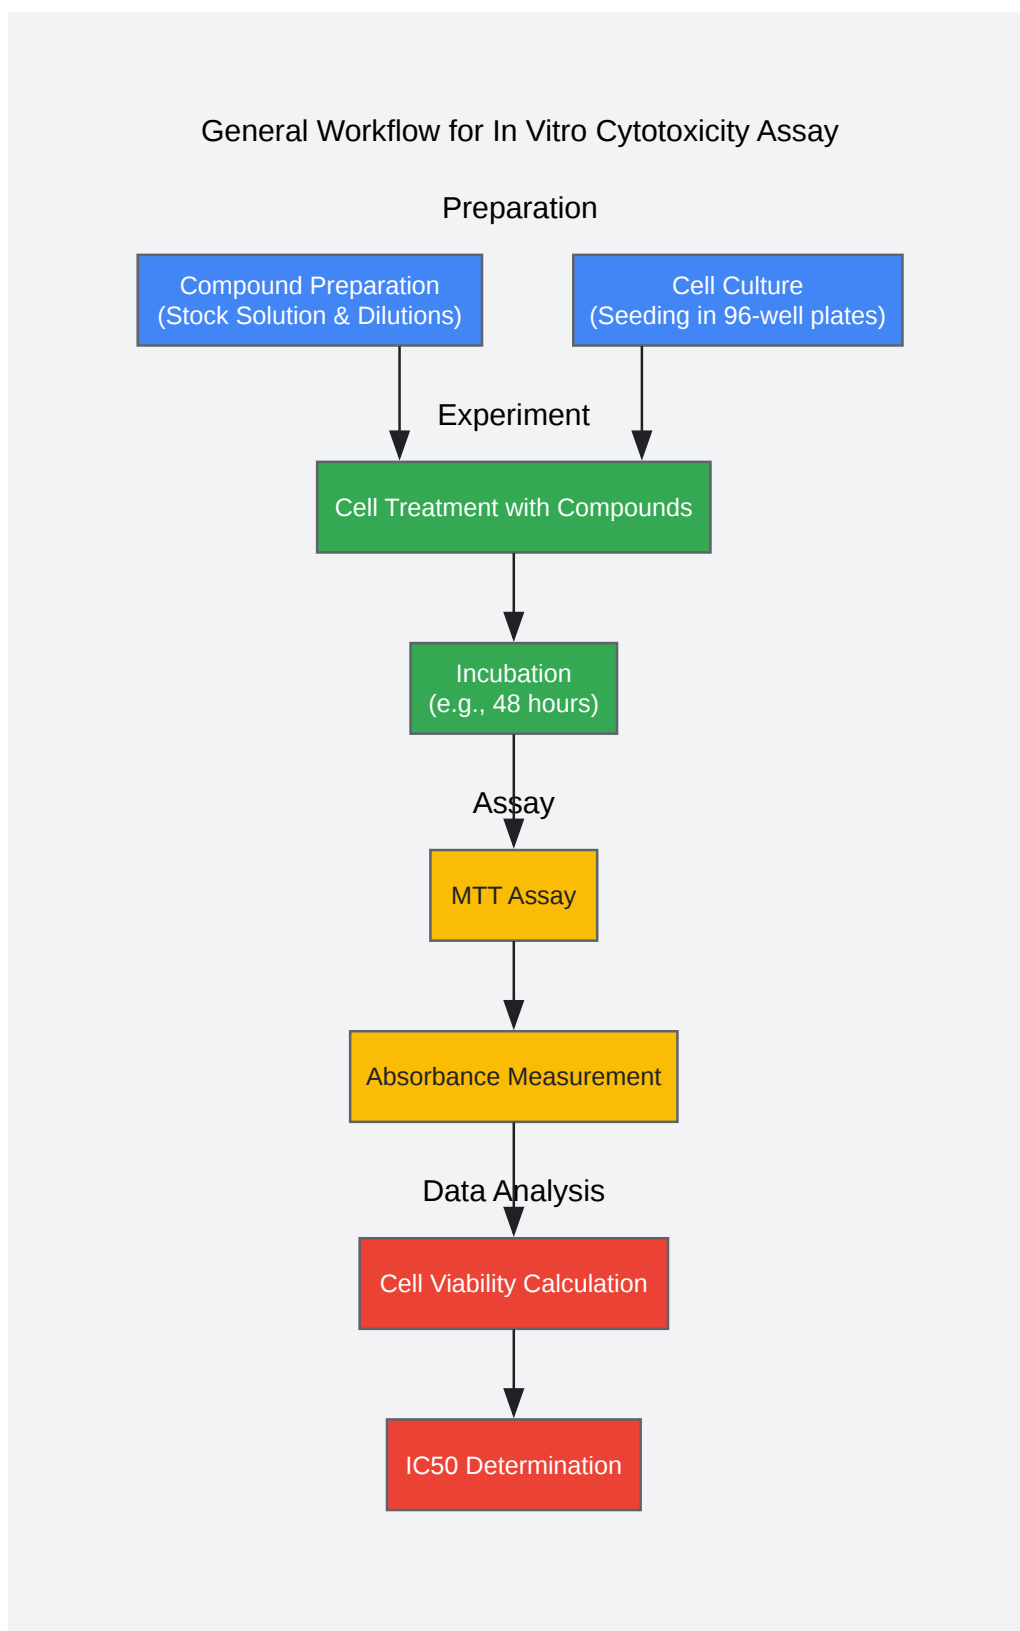 General Workflow for In Vitro Cytotoxicity Assay
Preparation
Compound Preparation
(Stock Solution & Dilutions)
Cell Culture
(Seeding in 96-well plates)
Experiment
Cell Treatment with Compounds
Incubation
(e.g., 48 hours)
Assay
MTT Assay
Absorbance Measurement
Data Analysis
Cell Viability Calculation
IC50 Determination